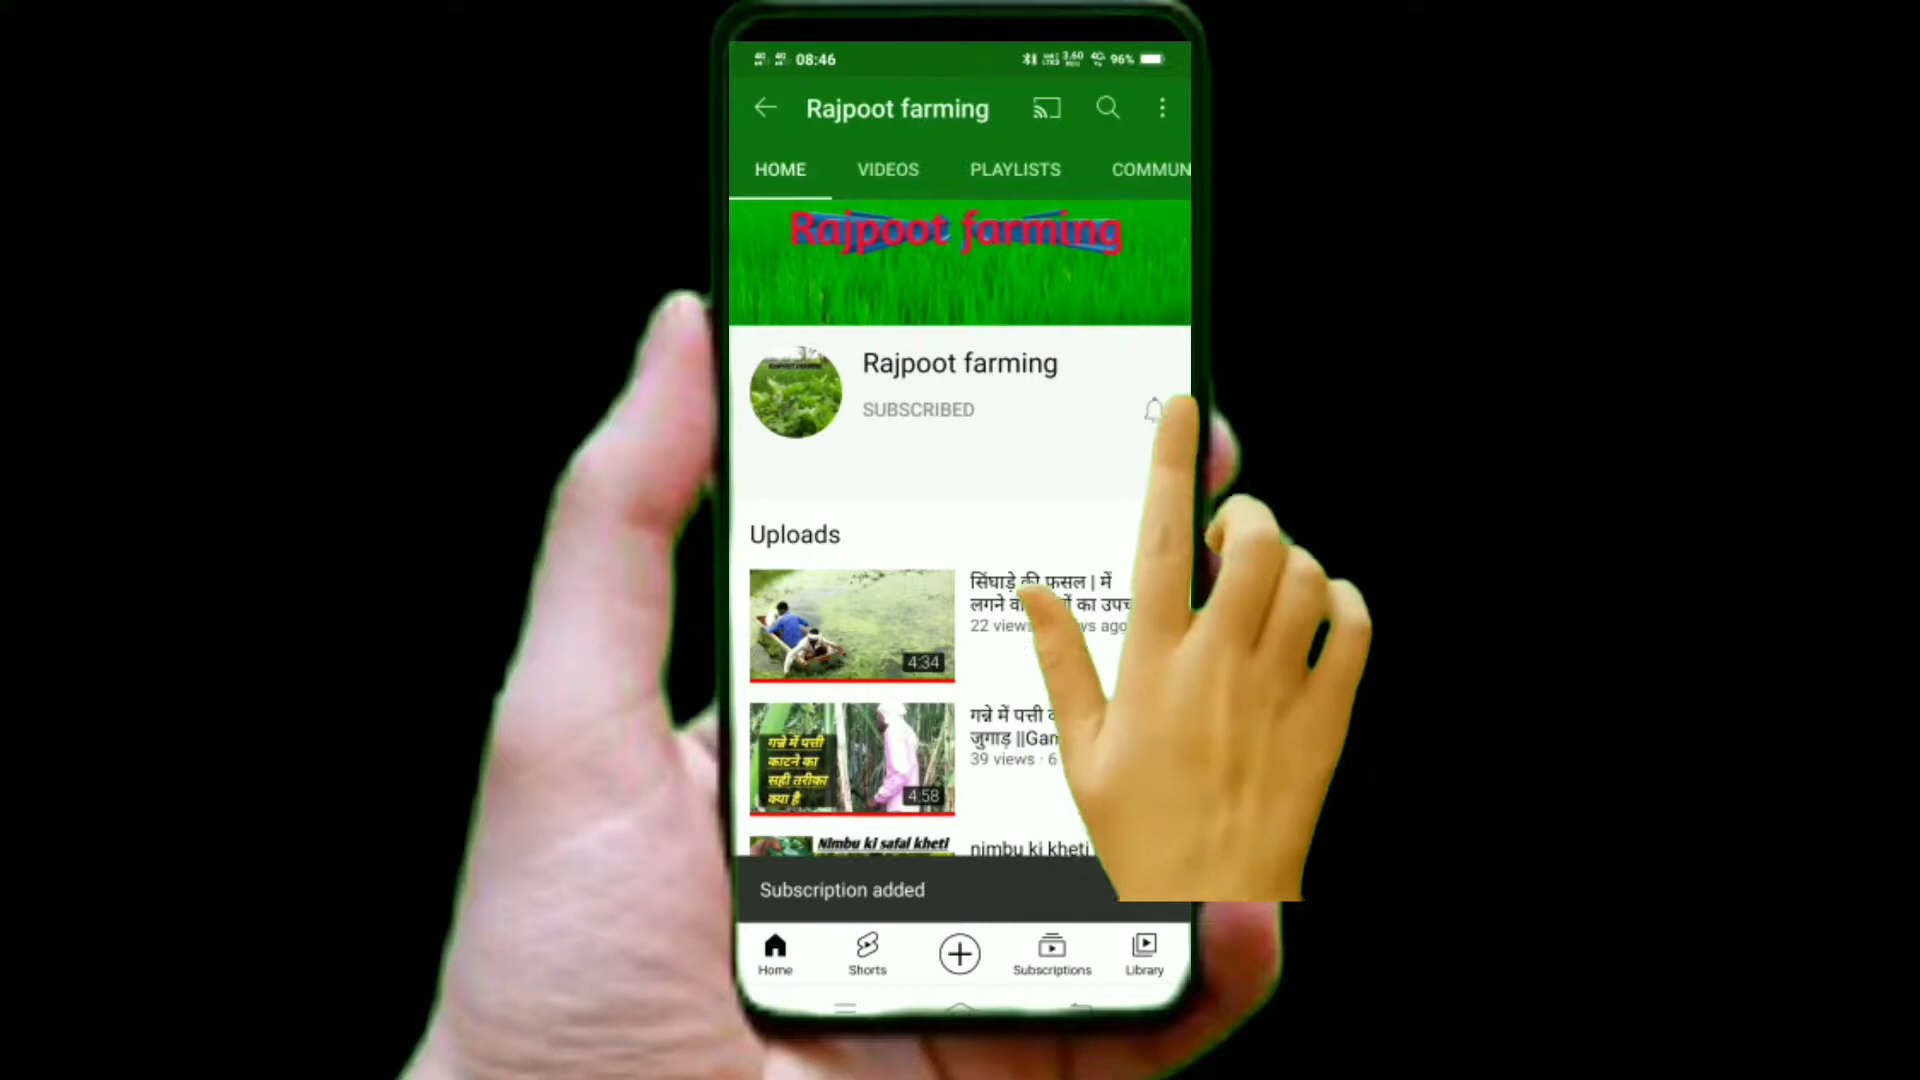 08:46 96%
Rajpoot farming
HOME VIDEOS PLAYLISTS COMMUN
Rajpoot farming
Rajpoot farming
SUBSCRIBED
Uploads
सिंघाड़े की फसल | में
लगने का उपच
22 views ago
4:34
गन्ने में पत्ती
जुगाड़ ||Gan
39 views · 6
गन्ने में पत्ती
काटने का
सही तरीका
क्या है
4:58
Nimbu ki safal kheti
nimbu ki kheti
Subscription added
Home Shorts Subscriptions Library